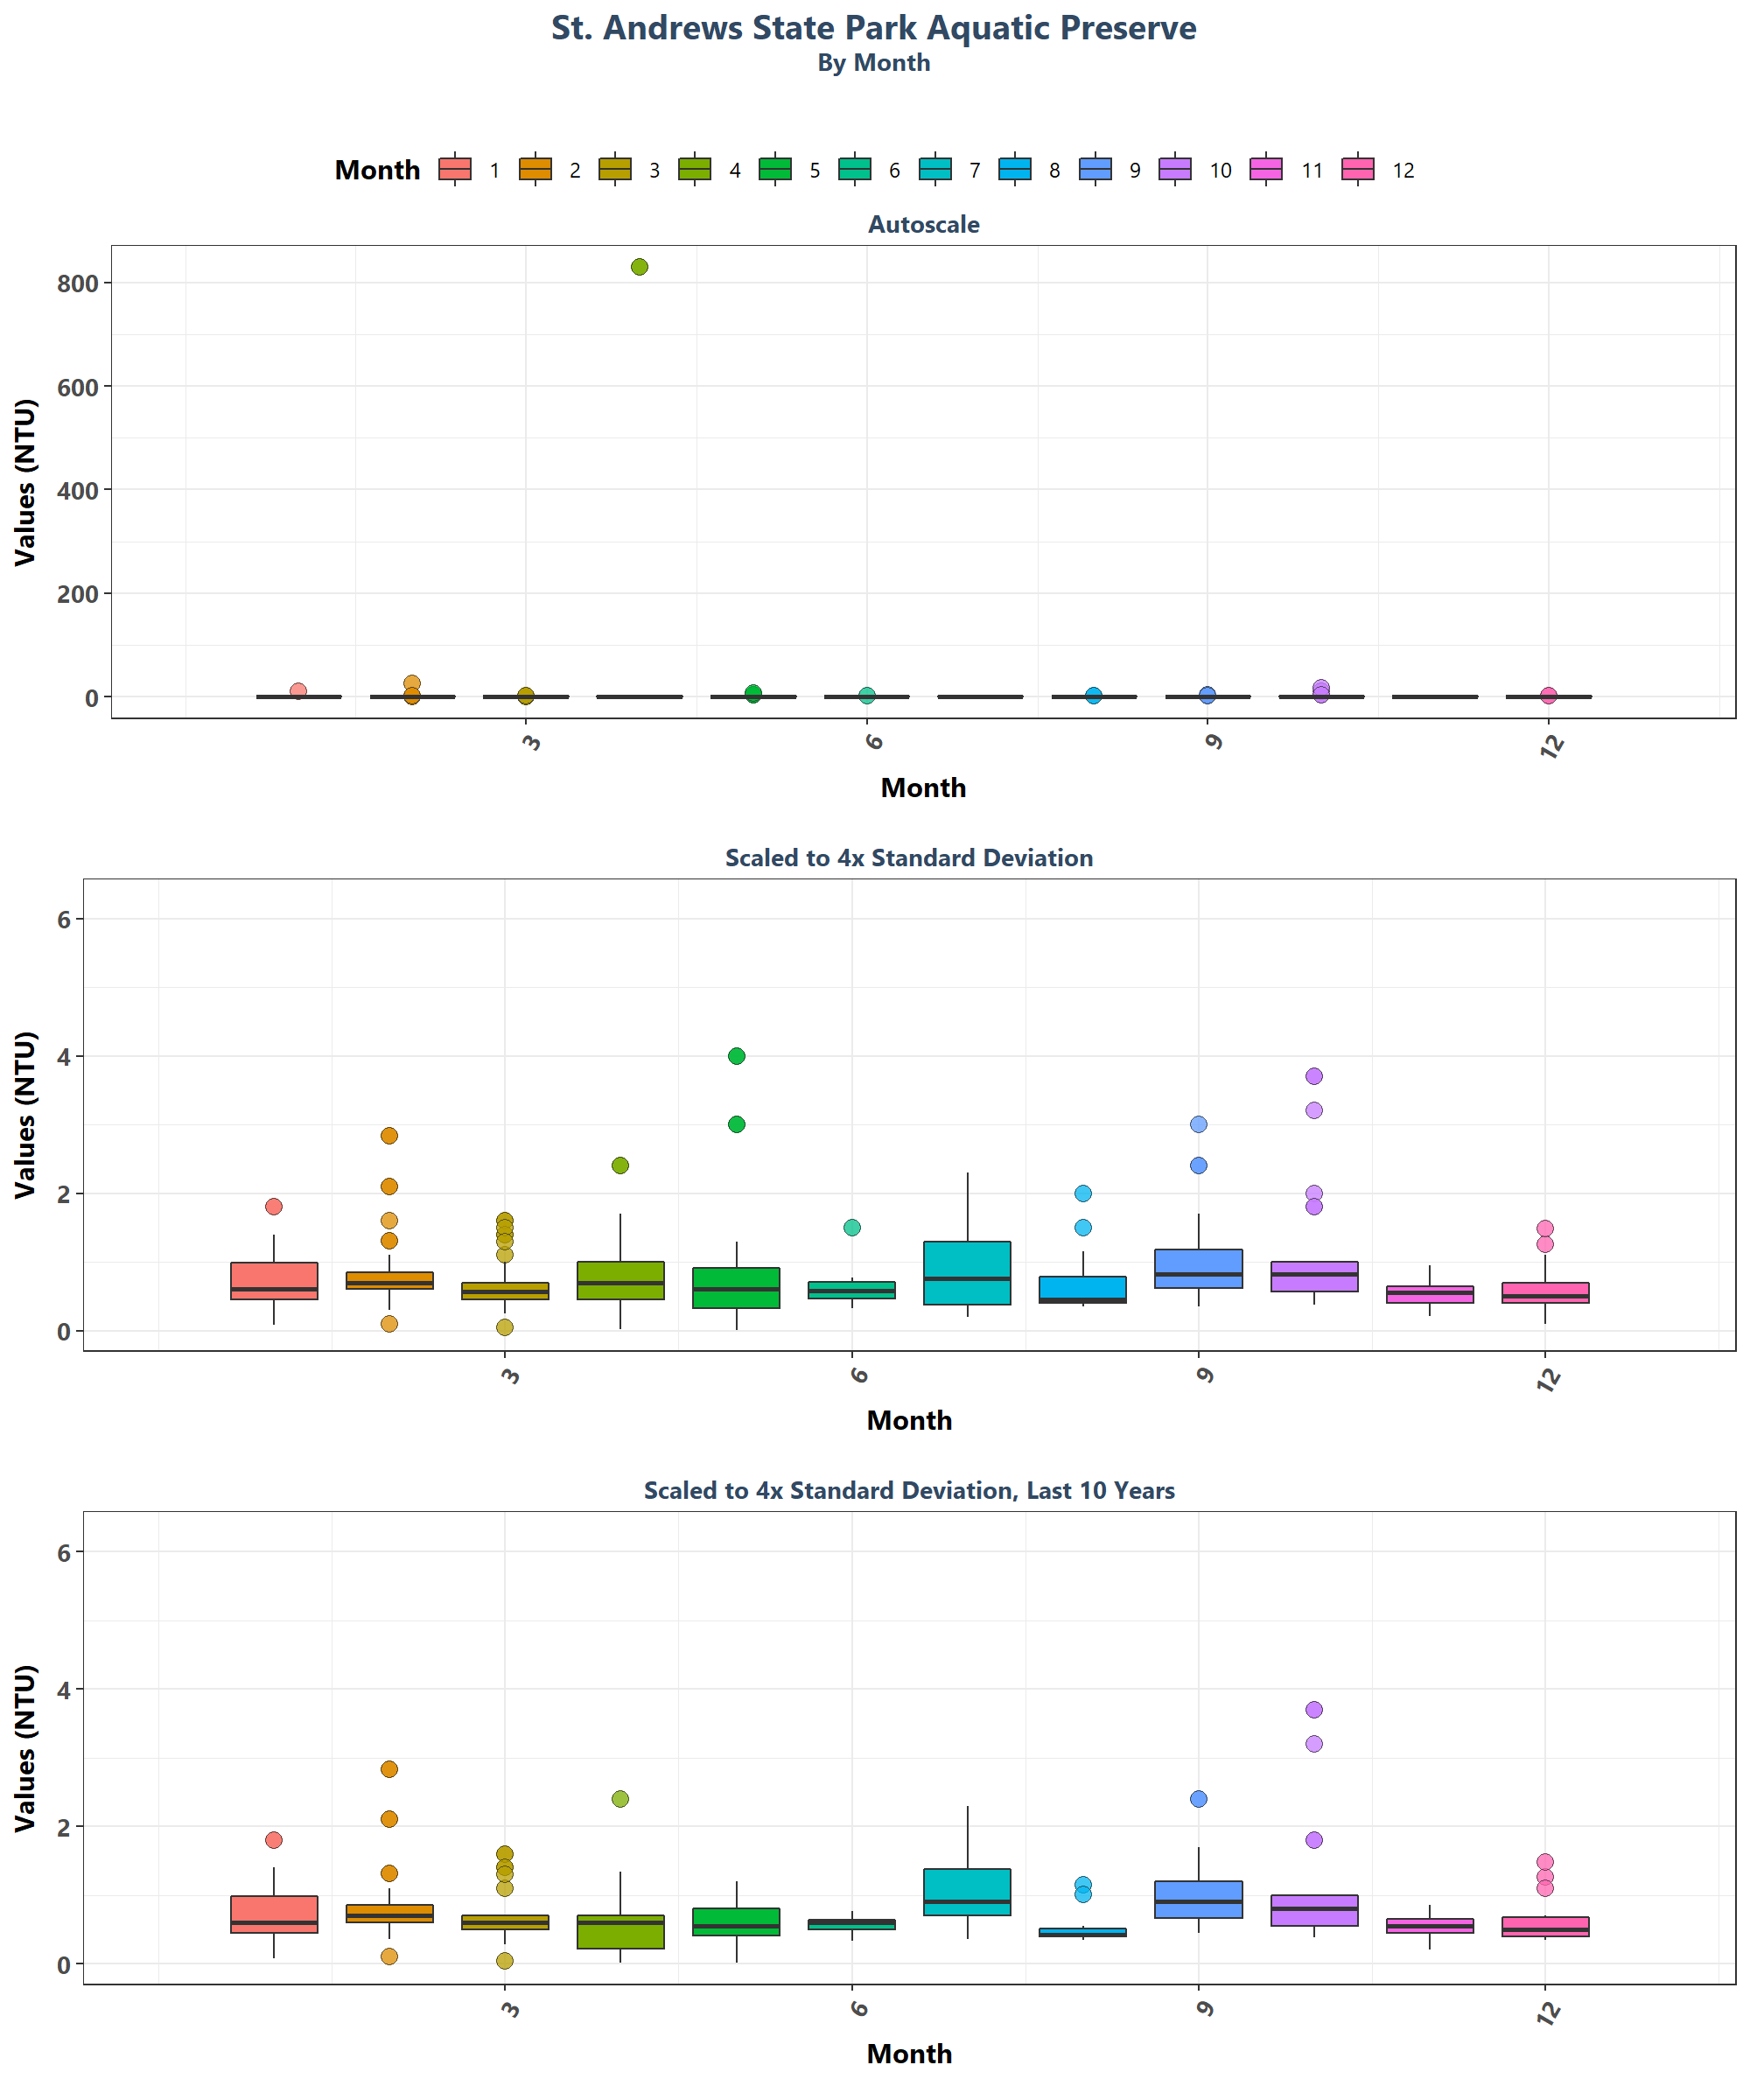 St. Andrews State Park Aquatic Preserve
By Month
Month 1 2 3 4 5 6 7 8 9 10 11 12
Autoscale
Values (NTU)
800
600
400
200
0
3 6 9 12
Month
Scaled to 4x Standard Deviation
Values (NTU)
6
4
2
0
3 6 9 12
Month
Scaled to 4x Standard Deviation, Last 10 Years
Values (NTU)
6
4
2
0
3 6 9 12
Month